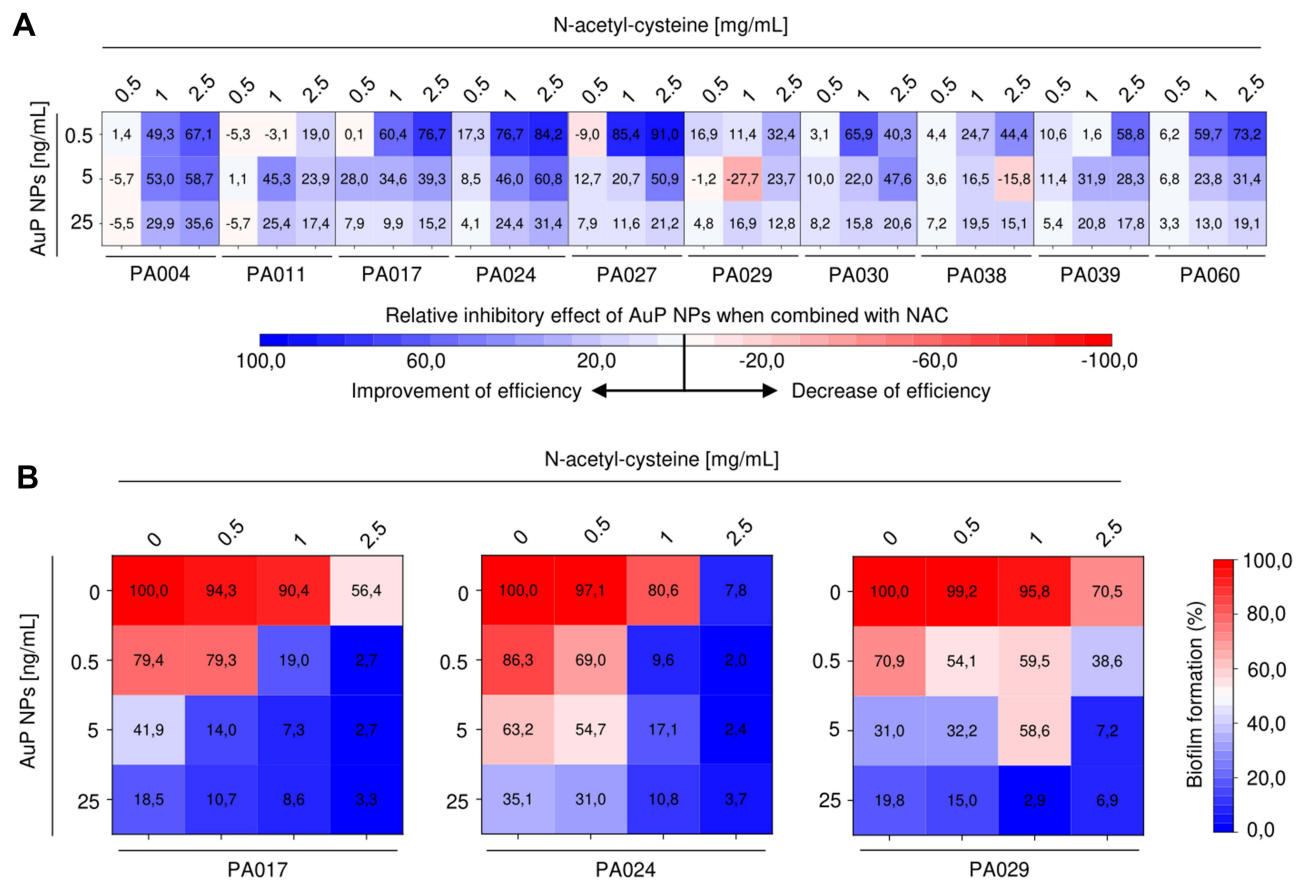 A
N-acetyl-cysteine [mg/mL]
0.5 1 2.5 0.5 1 2.5 0.5 1 2.5 0.5 1 2.5 0.5 1 2.5 0.5 1 2.5 0.5 1 2.5 0.5 1 2.5 0.5 1 2.5 0.5 1 2.5
AuP NPs [ng/mL]
0.5 1,4 49,3 67,1 -5,3 -3,1 19,0 0,1 60,4 76,7 17,3 76,7 84,2 -9,0 85,4 91,0 16,9 11,4 32,4 3,1 65,9 40,3 4,4 24,7 44,4 10,6 1,6 58,8 6,2 59,7 73,2
5 -5,7 53,0 58,7 1,1 45,3 23,9 28,0 34,6 39,3 8,5 46,0 60,8 12,7 20,7 50,9 -1,2 -27,7 23,7 10,0 22,0 47,6 3,6 16,5 -15,8 11,4 31,9 28,3 6,8 23,8 31,4
25 -5,5 29,9 35,6 -5,7 25,4 17,4 7,9 9,9 15,2 4,1 24,4 31,4 7,9 11,6 21,2 4,8 16,9 12,8 8,2 15,8 20,6 7,2 19,5 15,1 5,4 20,8 17,8 3,3 13,0 19,1
PA004 PA011 PA017 PA024 PA027 PA029 PA030 PA038 PA039 PA060
Relative inhibitory effect of AuP NPs when combined with NAC
100,0 60,0 20,0 -20,0 -60,0 -100,0
Improvement of efficiency Decrease of efficiency
B
N-acetyl-cysteine [mg/mL]
0 0.5 1 2.5 0 0.5 1 2.5 0 0.5 1 2.5
AuP NPs [ng/mL]
0 100,0 94,3 90,4 56,4 0 100,0 97,1 80,6 7,8 0 100,0 99,2 95,8 70,5
0.5 79,4 79,3 19,0 2,7 0.5 86,3 69,0 9,6 2,0 0.5 70,9 54,1 59,5 38,6
5 41,9 14,0 7,3 2,7 5 63,2 54,7 17,1 2,4 5 31,0 32,2 58,6 7,2
25 18,5 10,7 8,6 3,3 25 35,1 31,0 10,8 3,7 25 19,8 15,0 2,9 6,9
PA017 PA024 PA029
Biofilm formation (%)
100,0
80,0
60,0
40,0
20,0
0,0